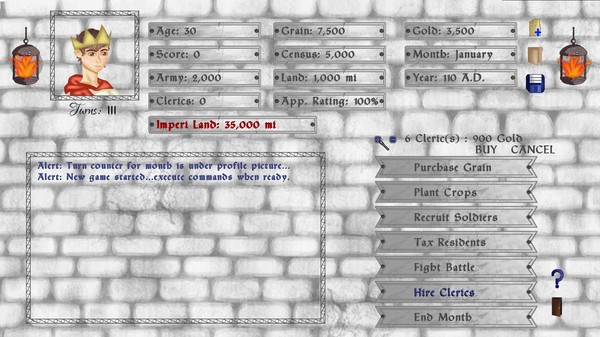 Age: 30
Grain: 7,500
Gold: 3,500
Score: 0
Census: 5,000
Month: January
Army: 2,000
Land: 1,000 mi
Year: 110 A.D.
Clerics: 0
App. Rating: 100%
Turns: III
Imperi Land: 35,000 mi
6 Cleric(s) : 900 Gold
BUY CANCEL
Alert: Turn counter for month is under profile picture...
Alert: New game started...execute commands when ready.
Purchase Grain
Plant Crops
Recruit Soldiers
Tax Residents
Fight Battle
Hire Clerics
End Month
?